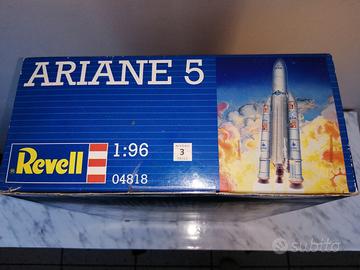 ARIANE 5
Revell
1:96
04818
3
subito